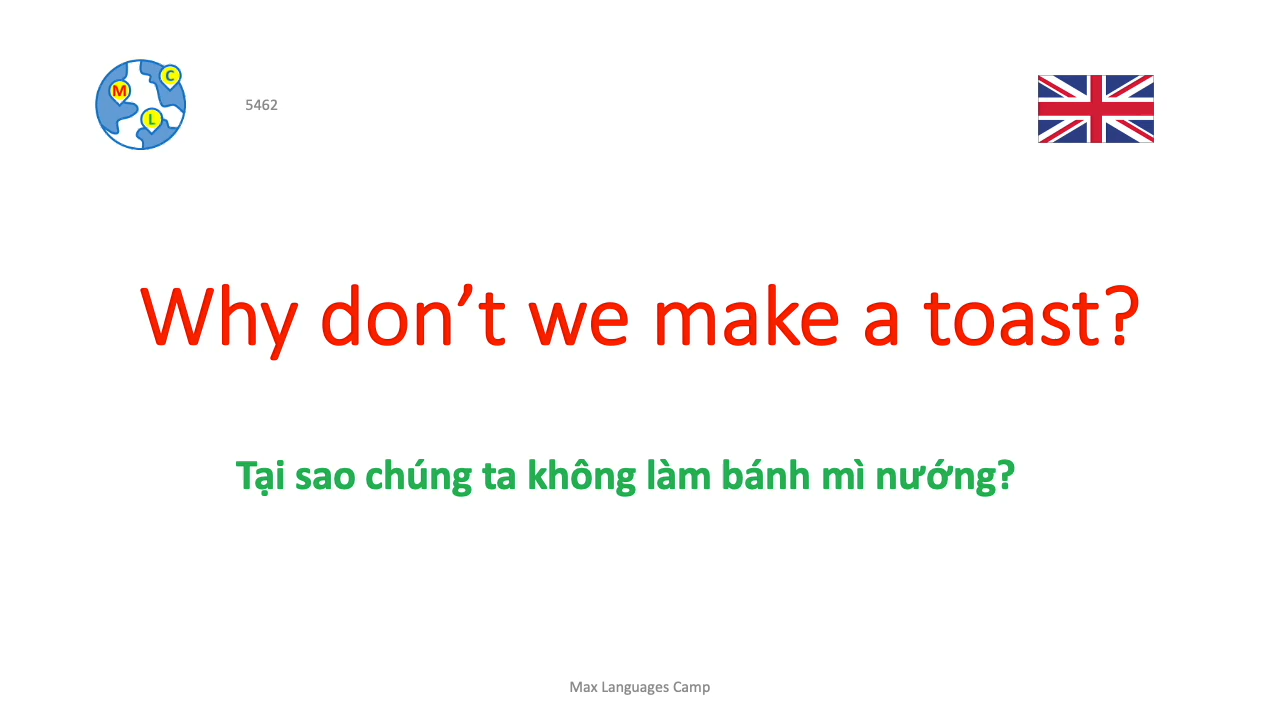 M
C
L
5462
Why don’t we make a toast?
Tại sao chúng ta không làm bánh mì nướng?
Max Languages Camp